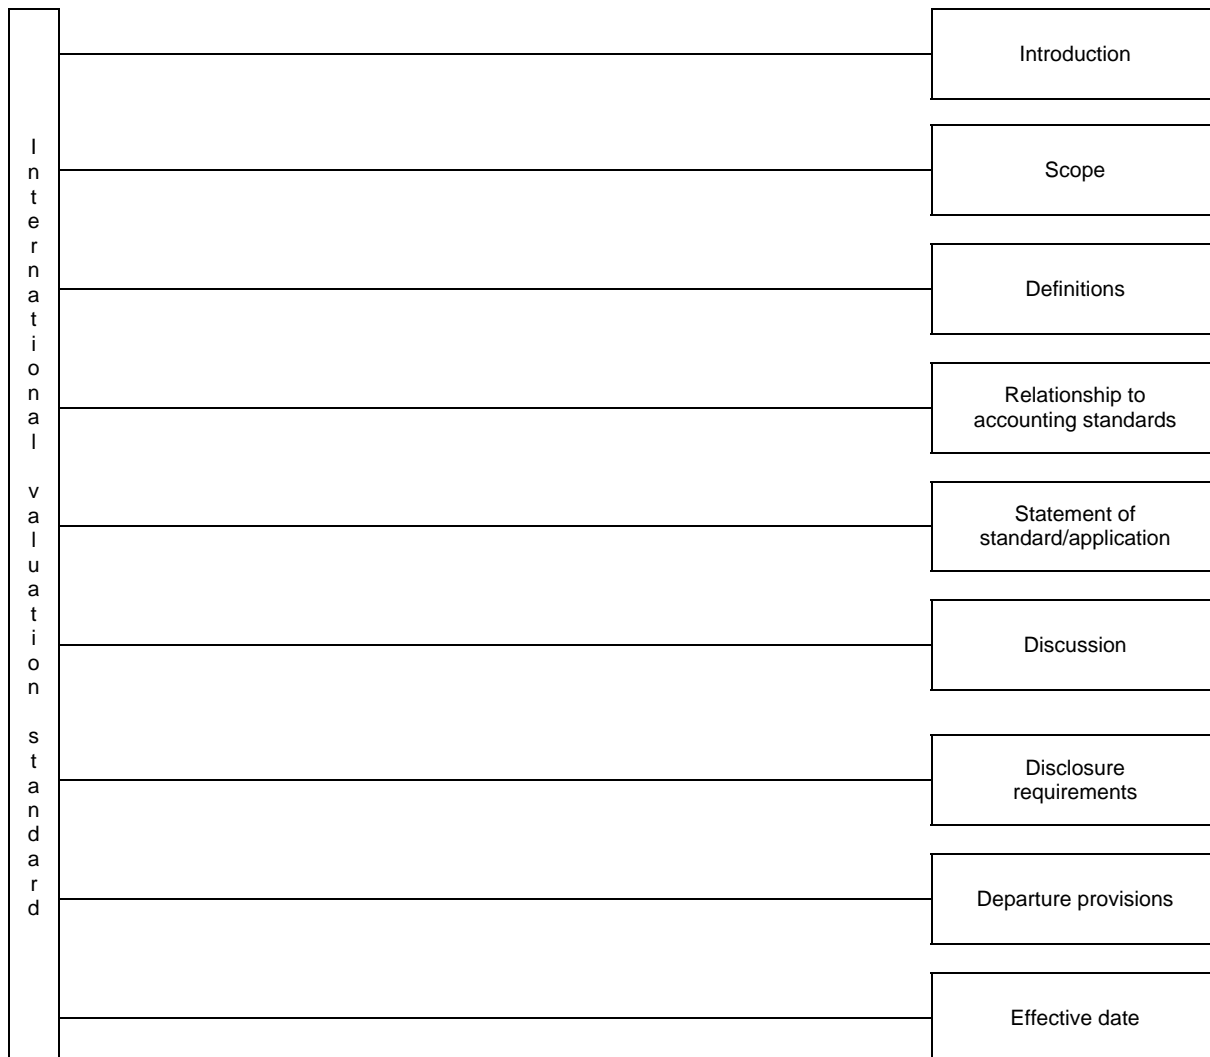 International valuation standard
Introduction
Scope
Definitions
Relationship to
accounting standards
Statement of
standard/application
Discussion
Disclosure
requirements
Departure provisions
Effective date